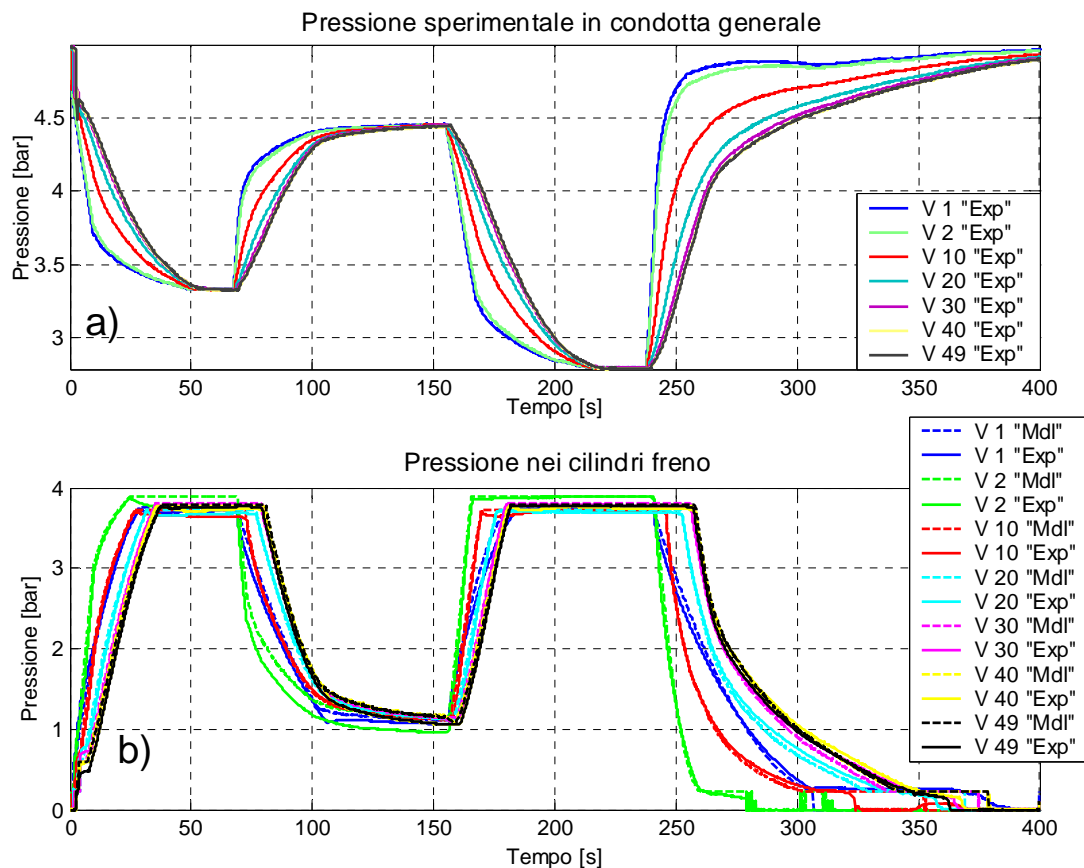 Pressione sperimentale in condotta generale
Pressione [bar]
4.5
4
3.5
3
a)
V 1 "Exp"
V 2 "Exp"
V 10 "Exp"
V 20 "Exp"
V 30 "Exp"
V 40 "Exp"
V 49 "Exp"
0 50 100 150 200 250 300 350 400
Tempo [s]
Pressione nei cilindri freno
Pressione [bar]
4
3
2
1
0
b)
V 1 "Mdl"
V 1 "Exp"
V 2 "Mdl"
V 2 "Exp"
V 10 "Mdl"
V 10 "Exp"
V 20 "Mdl"
V 20 "Exp"
V 30 "Mdl"
V 30 "Exp"
V 40 "Mdl"
V 40 "Exp"
V 49 "Mdl"
V 49 "Exp"
0 50 100 150 200 250 300 350 400
Tempo [s]